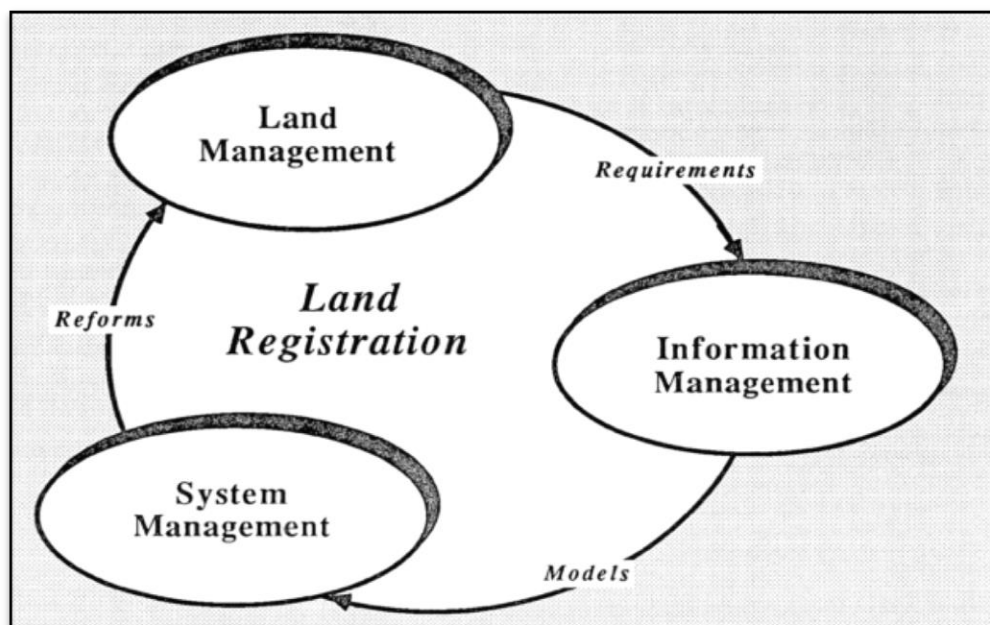 Land
Management
Requirements
Land
Registration
Reforms
Information
Management
System
Management
Models